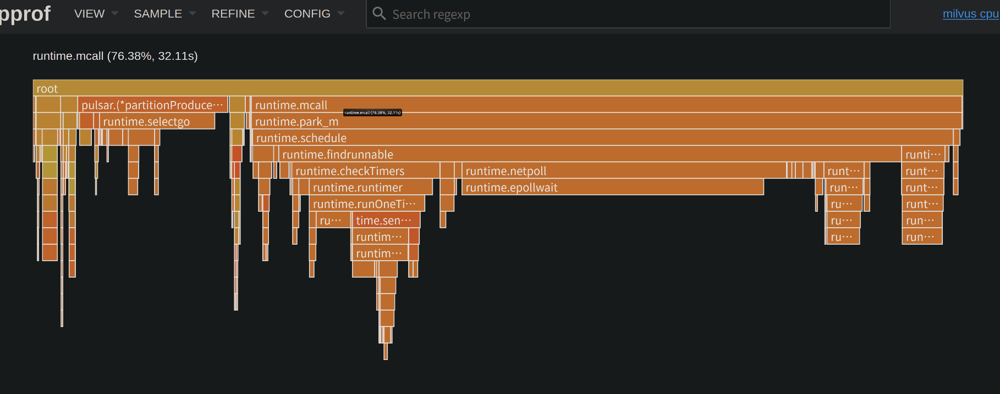 pprof VIEW SAMPLE REFINE CONFIG Search regexp milvus cpu
runtime.mcall (76.38%, 32.11s)
root
pulsar.(*partitionProduce··· runtime.mcall
runtime.mcall (76.38%, 32.11s)
runtime.selectgo runtime.park_m
runtime.schedule
runtime.findrunnable runti···
runtime.checkTimers runtime.netpoll runt··· runt···
runtime.runtimer runtime.epollwait run··· runt···
runtime.runOneTi··· ru··· runt···
ru··· time.sen··· ru··· run···
runtim··· ru··· run···
runtim···